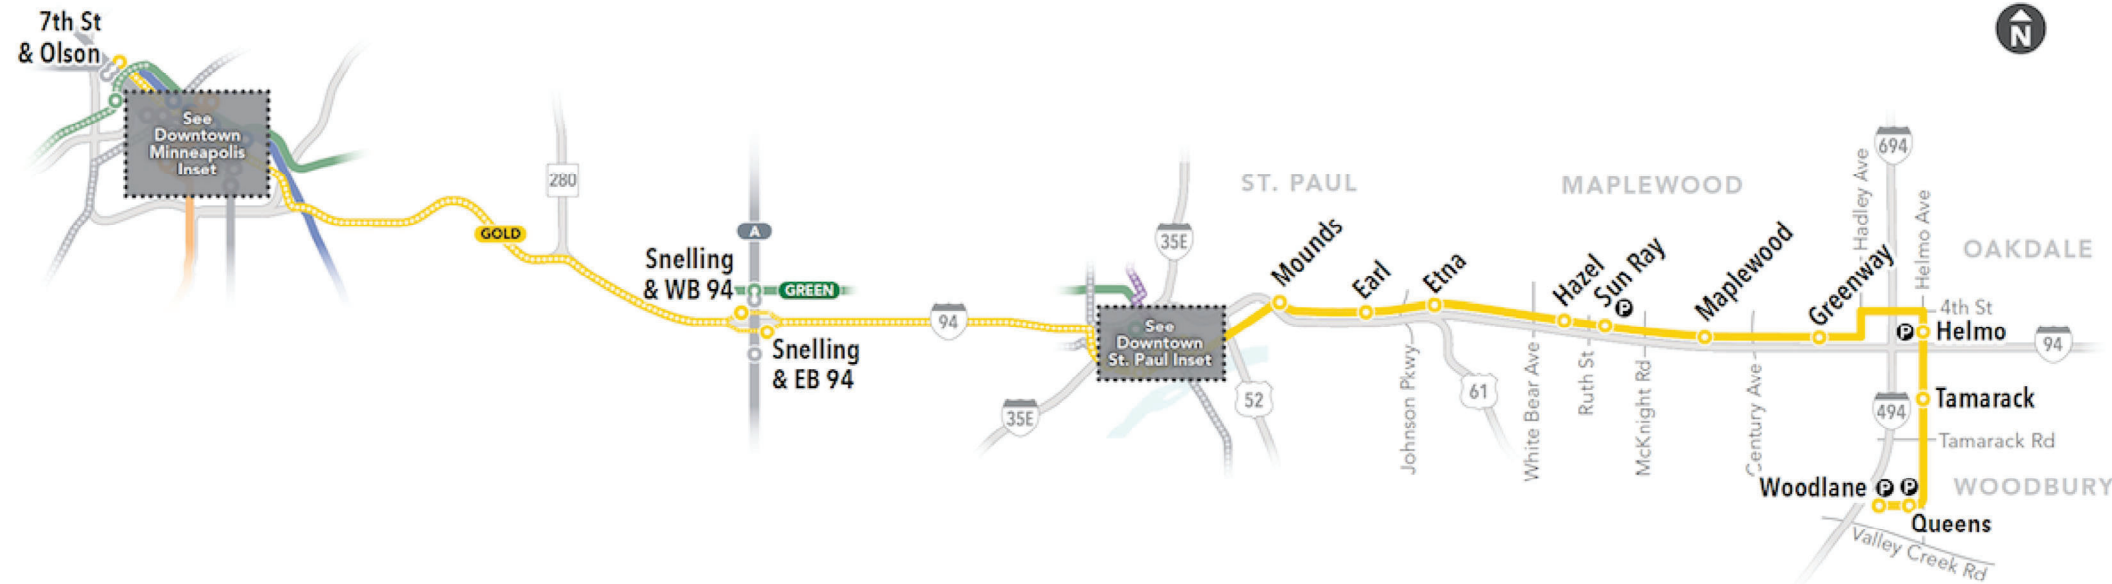 7th St
& Olson
See
Downtown
Minneapolis
Inset
GOLD
280
A
Snelling
& WB 94
GREEN
Snelling
& EB 94
94
35E
35E
See
Downtown
St. Paul Inset
52
ST. PAUL
Mounds
Earl
Etna
Johnson Pkwy
61
MAPLEWOOD
White Bear Ave
Hazel
Ruth St
Sun Ray
P
McKnight Rd
Maplewood
Century Ave
Greenway
Hadley Ave
694
Helmo Ave
OAKDALE
4th St
P
Helmo
94
Tamarack
494
Tamarack Rd
Woodlane
P
P
WOODBURY
Queens
Valley Creek Rd
N